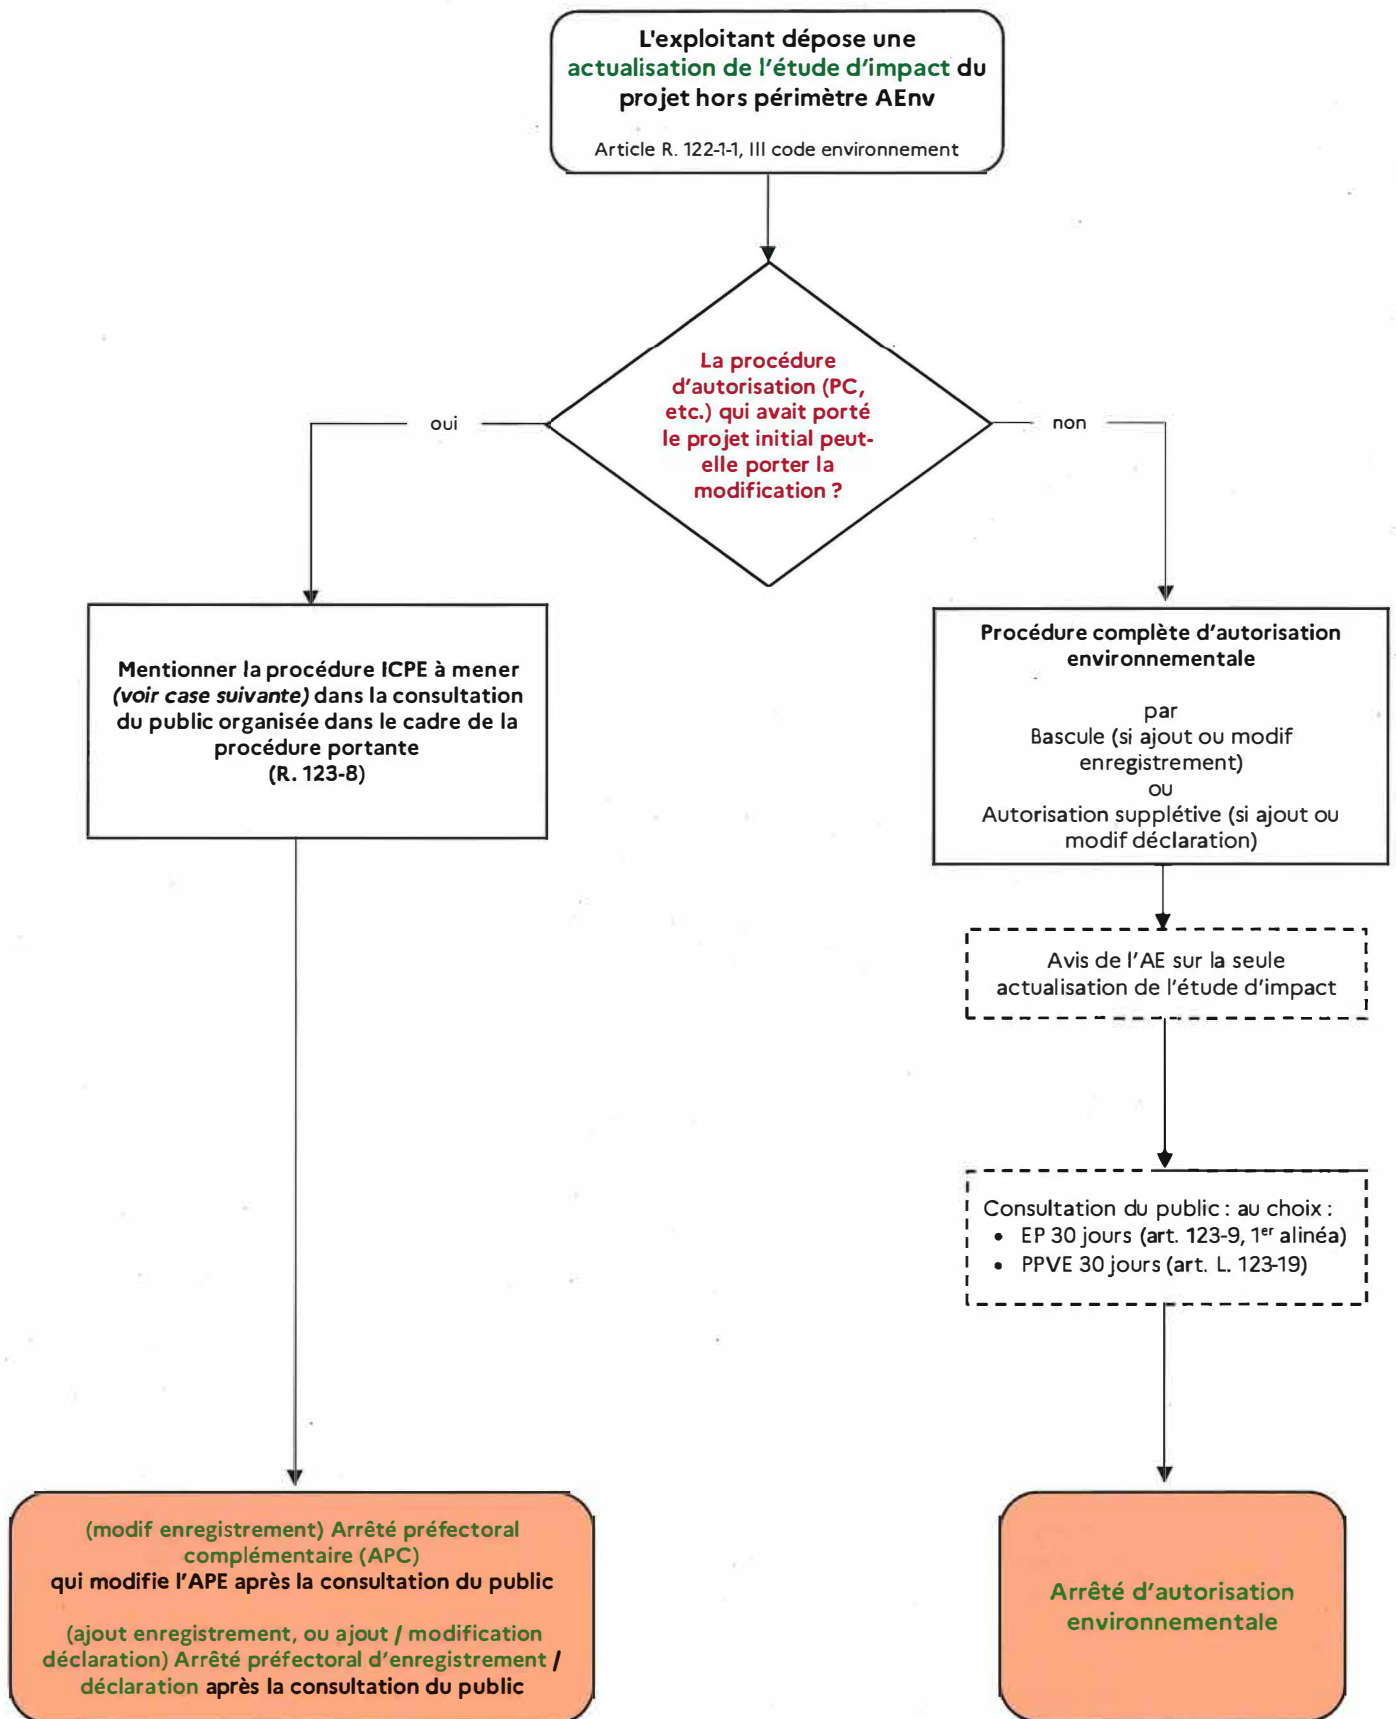 L'exploitant dépose une
actualisation de l'étude d'impact du
projet hors périmètre AEnv
Article R. 122-1-1, III code environnement
La procédure
d'autorisation (PC,
etc.) qui avait porté
le projet initial peut-
elle porter la
modification ?
oui
non
Mentionner la procédure ICPE à mener
(voir case suivante) dans la consultation
du public organisée dans le cadre de la
procédure portante
(R. 123-8)
Procédure complète d'autorisation
environnementale
par
Bascule (si ajout ou modif
enregistrement)
ou
Autorisation supplétive (si ajout ou
modif déclaration)
Avis de l'AE sur la seule
actualisation de l'étude d'impact
Consultation du public : au choix :
• EP 30 jours (art. 123-9, 1er alinéa)
• PPVE 30 jours (art. L. 123-19)
(modif enregistrement) Arrêté préfectoral
complémentaire (APC)
qui modifie l'APE après la consultation du public
(ajout enregistrement, ou ajout / modification
déclaration) Arrêté préfectoral d'enregistrement /
déclaration après la consultation du public
Arrêté d'autorisation
environnementale